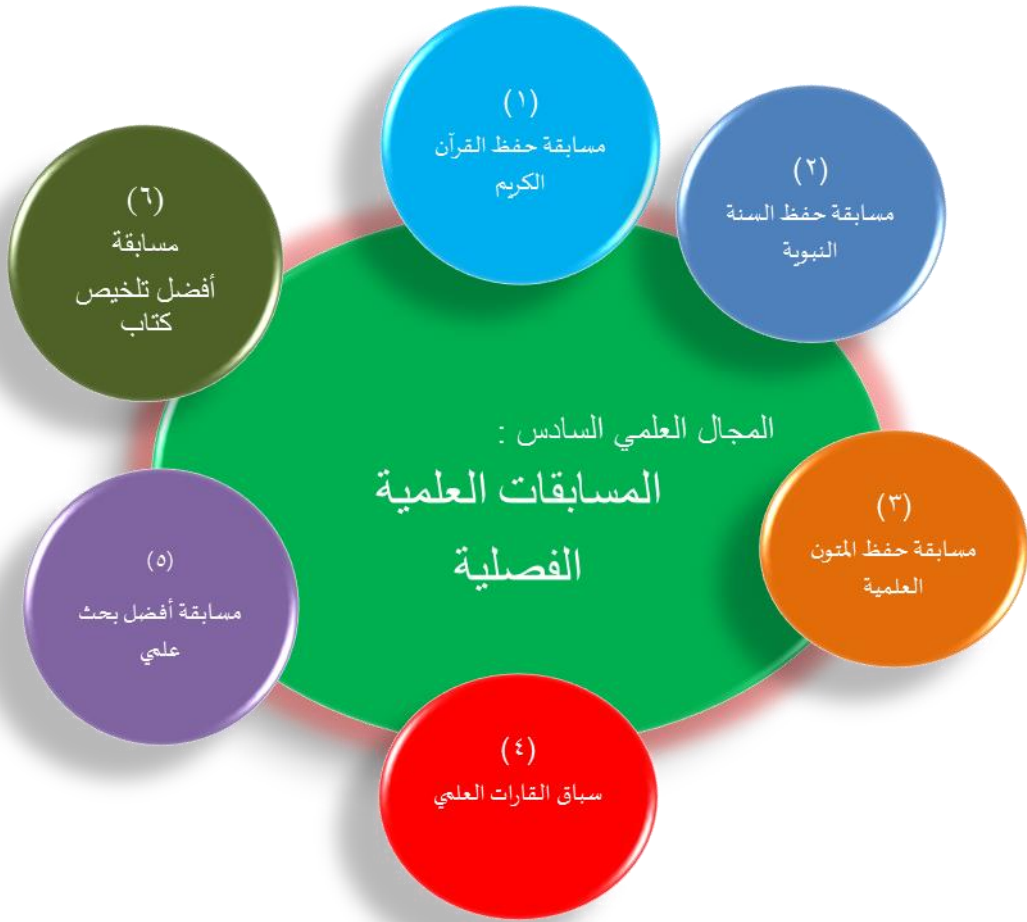 المجال العلمي السادس :
المسابقات العلمية
الفصلية
(١)
مسابقة حفظ القرآن
الكريم
(٢)
مسابقة حفظ السنة
النبوية
(٣)
مسابقة حفظ المتون
العلمية
(٤)
سباق القارات العلمي
(٥)
مسابقة أفضل بحث
علمي
(٦)
مسابقة
أفضل تلخيص
كتاب